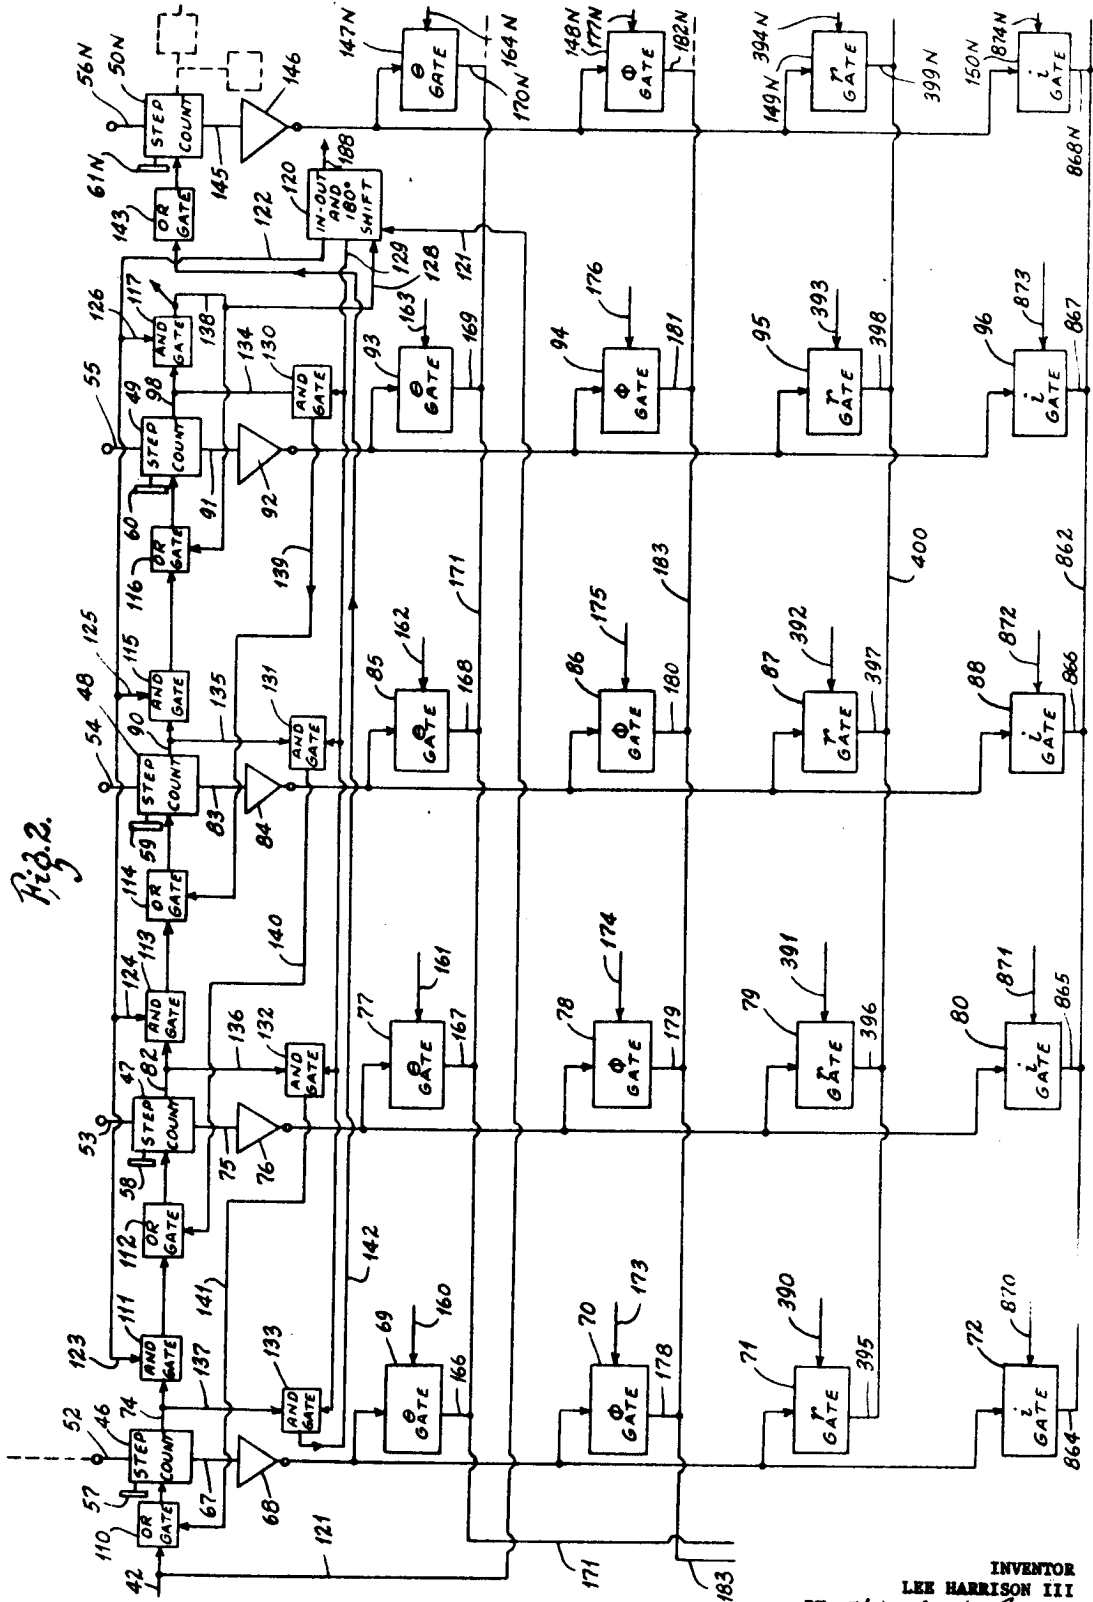 Fig. 2.
42
110
OR
GATE
57
52
46
STEP
COUNT
74
67
68
123
111
AND
GATE
137
133
AND
GATE
121
141
142
112
OR
GATE
58
53
47
STEP
COUNT
82
75
76
124
113
AND
GATE
136
132
AND
GATE
140
114
OR
GATE
59
54
48
STEP
COUNT
90
83
84
125
115
AND
GATE
135
131
AND
GATE
139
116
OR
GATE
60
55
49
STEP
COUNT
98
91
92
126
117
AND
GATE
138
134
130
AND
GATE
122
129
128
121
120
188
IN-OUT
AND
180°
SHIFT
143
OR
GATE
61N
56N
50N
STEP
COUNT
145
146
69
Θ
GATE
160
166
77
Θ
GATE
161
167
85
Θ
GATE
162
168
171
93
Θ
GATE
163
169
147N
Θ
GATE
164N
170N
171
70
Φ
GATE
173
178
78
Φ
GATE
174
179
86
Φ
GATE
175
180
183
94
Φ
GATE
176
181
148N
177N
Φ
GATE
182N
183
71
r
GATE
390
395
79
r
GATE
391
396
87
r
GATE
392
397
400
95
r
GATE
393
398
149N
r
GATE
394N
399N
72
i
GATE
870
864
80
i
GATE
871
865
88
i
GATE
872
866
862
96
i
GATE
873
867
150N
i
GATE
874N
868N
INVENTOR
LEE HARRISON III